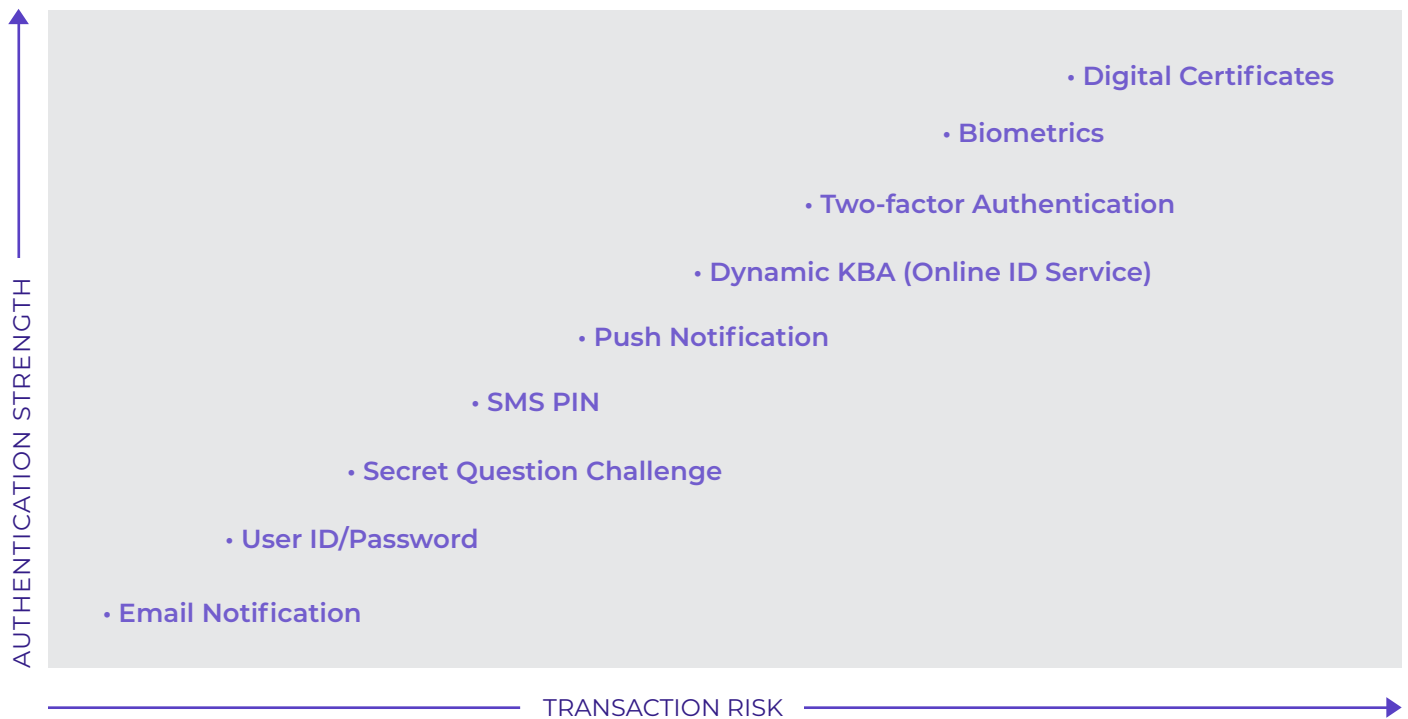 • Digital Certificates
• Biometrics
• Two-factor Authentication
• Dynamic KBA (Online ID Service)
• Push Notification
• SMS PIN
• Secret Question Challenge
• User ID/Password
• Email Notification
AUTHENTICATION STRENGTH
TRANSACTION RISK